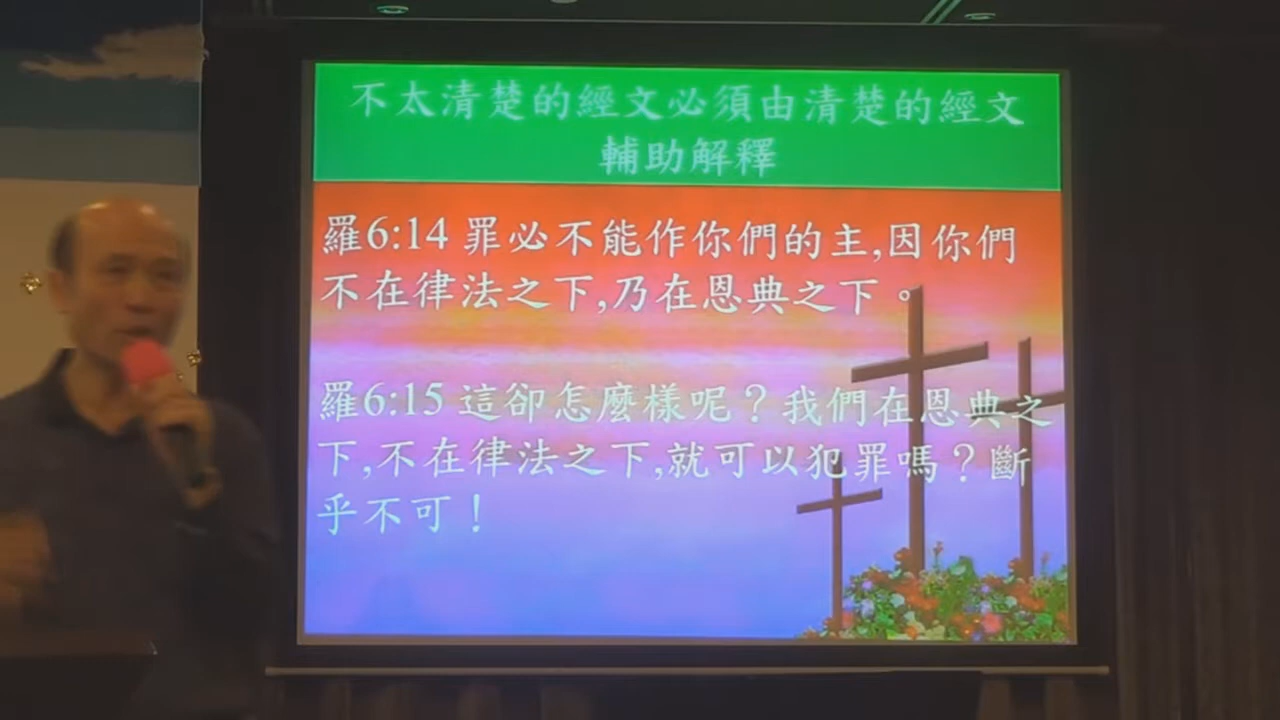 不太清楚的經文必須由清楚的經文
輔助解釋
羅6:14 罪必不能作你們的主,因你們
不在律法之下,乃在恩典之下。
羅6:15 這卻怎麼樣呢？我們在恩典之
下,不在律法之下,就可以犯罪嗎？斷
乎不可！